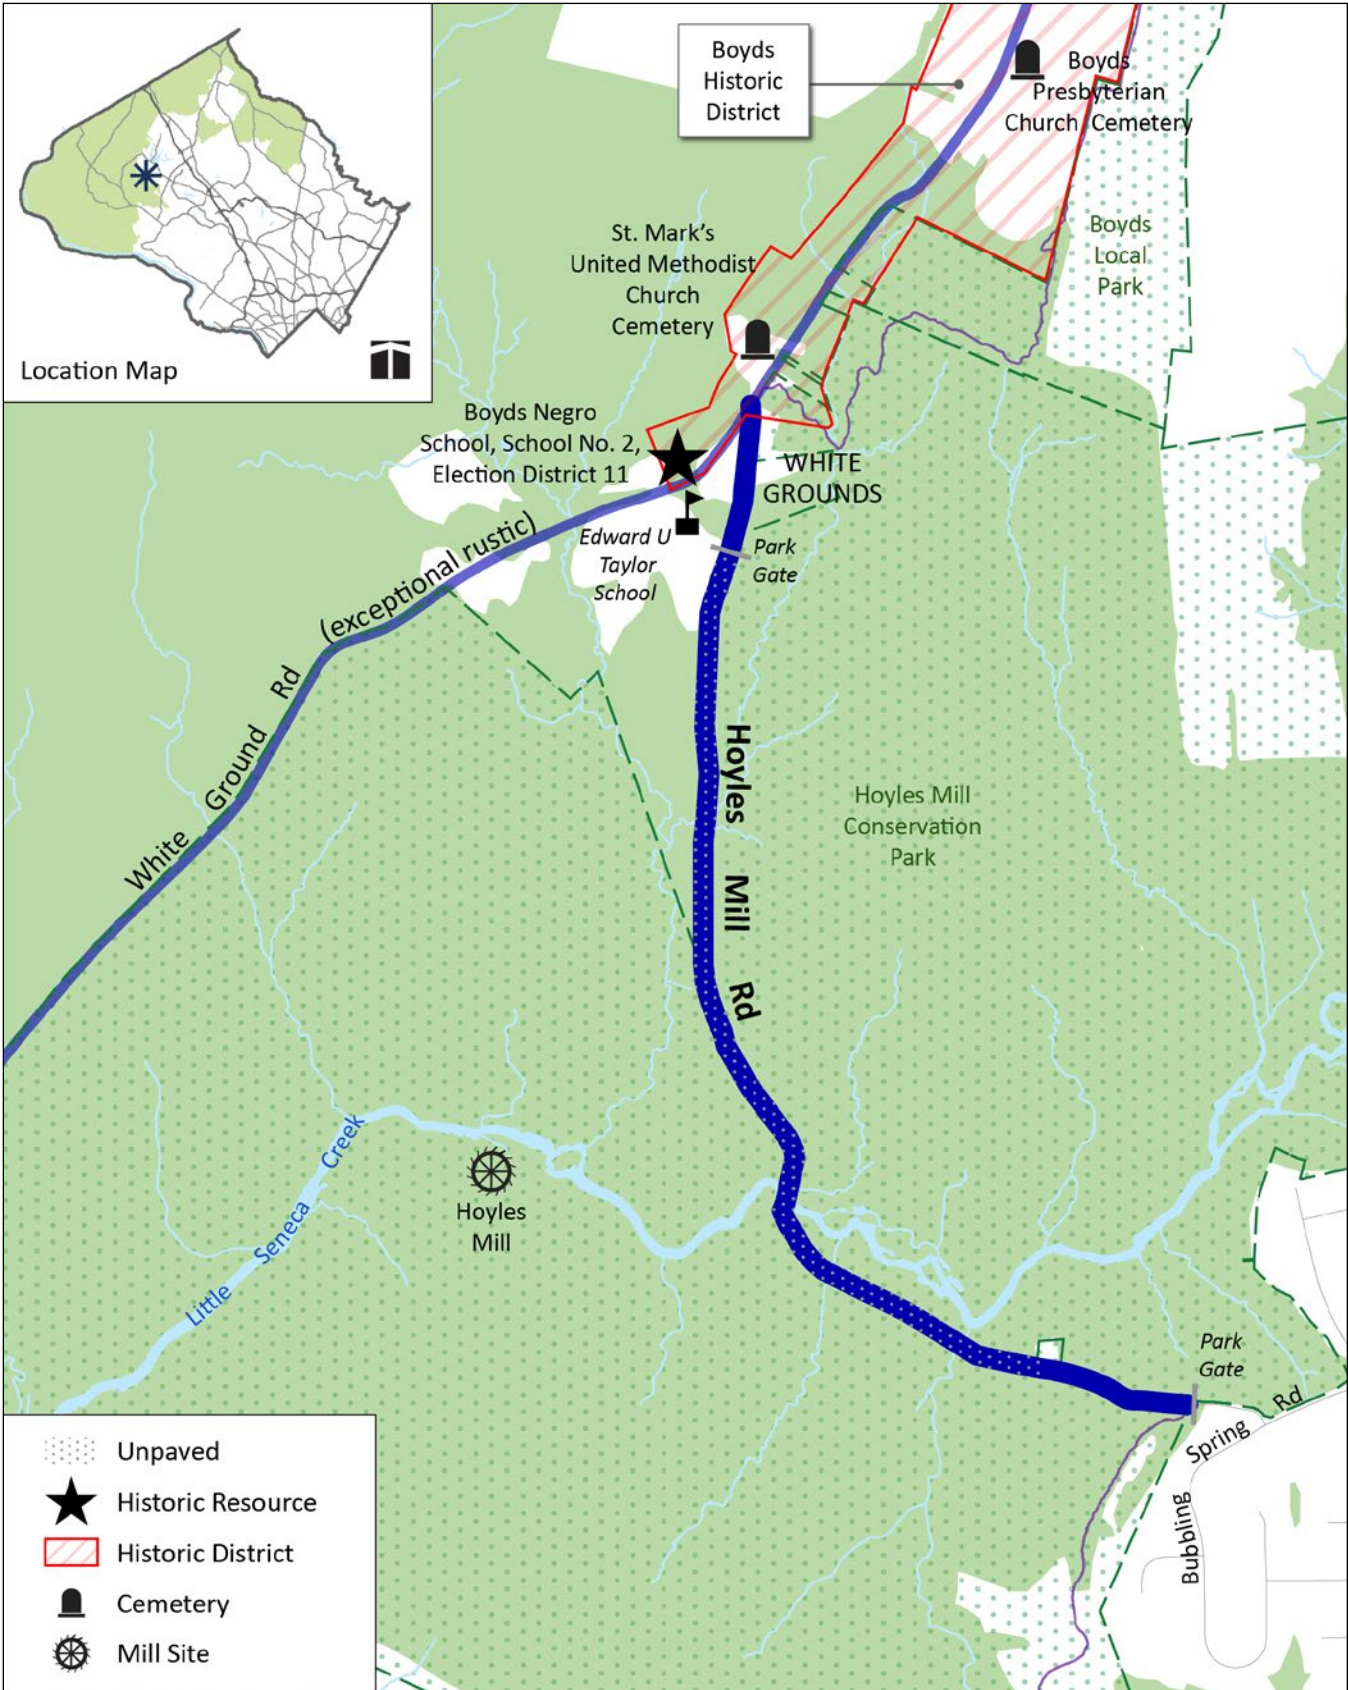 Location Map
Boyds
Historic
District
Boyds
Presbyterian
Church Cemetery
St. Mark's
United Methodist
Church
Cemetery
Boyds
Local
Park
Boyds Negro
School, School No. 2,
Election District 11
WHITE
GROUNDS
Edward U
Taylor
School
Park
Gate
White Ground Rd (exceptional rustic)
Hoyles Mill Rd
Hoyles Mill
Conservation
Park
Little Seneca Creek
Hoyles
Mill
Park
Gate
Bubbling Spring Rd
Unpaved
Historic Resource
Historic District
Cemetery
Mill Site